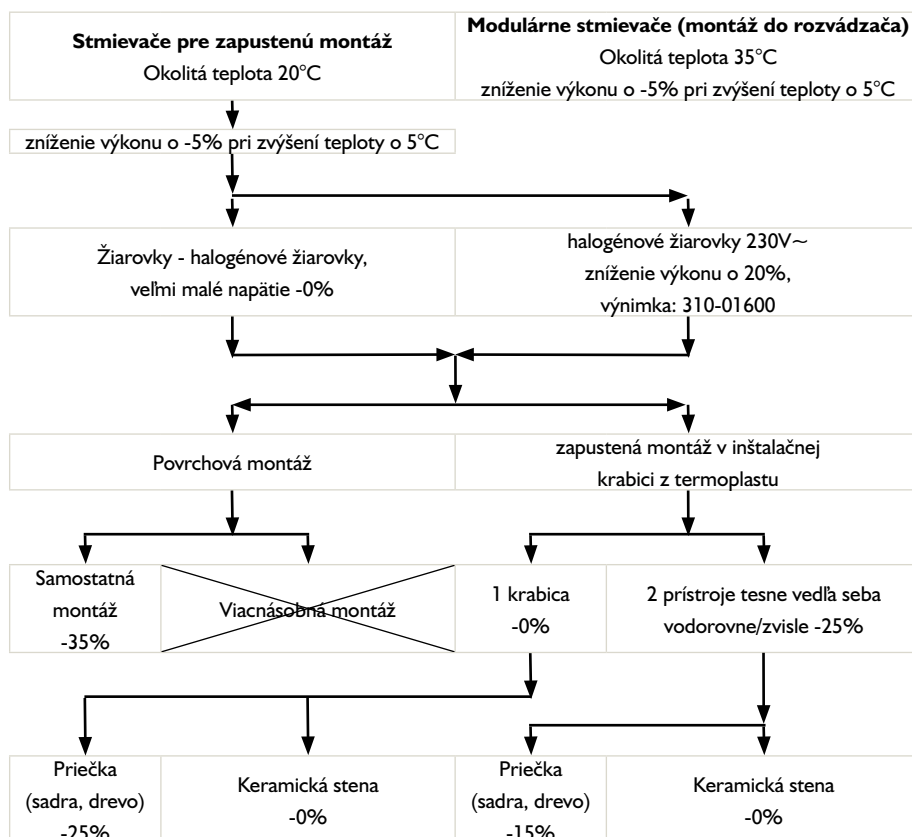 Stmievače pre zapustenú montáž
Okolitá teplota 20°C
Modulárne stmievače (montáž do rozvádzača)
Okolitá teplota 35°C
zníženie výkonu o -5% pri zvýšení teploty o 5°C
zníženie výkonu o -5% pri zvýšení teploty o 5°C
Žiarovky - halogénové žiarovky,
veľmi malé napätie -0%
halogénové žiarovky 230V~
zníženie výkonu o 20%,
výnimka: 310-01600
Povrchová montáž
zapustená montáž v inštalačnej
krabici z termoplastu
Samostatná
montáž
-35%
Viacnásobná montáž
1 krabica
-0%
2 prístroje tesne vedľa seba
vodorovne/zvisle -25%
Priečka
(sadra, drevo)
-25%
Keramická stena
-0%
Priečka
(sadra, drevo)
-15%
Keramická stena
-0%